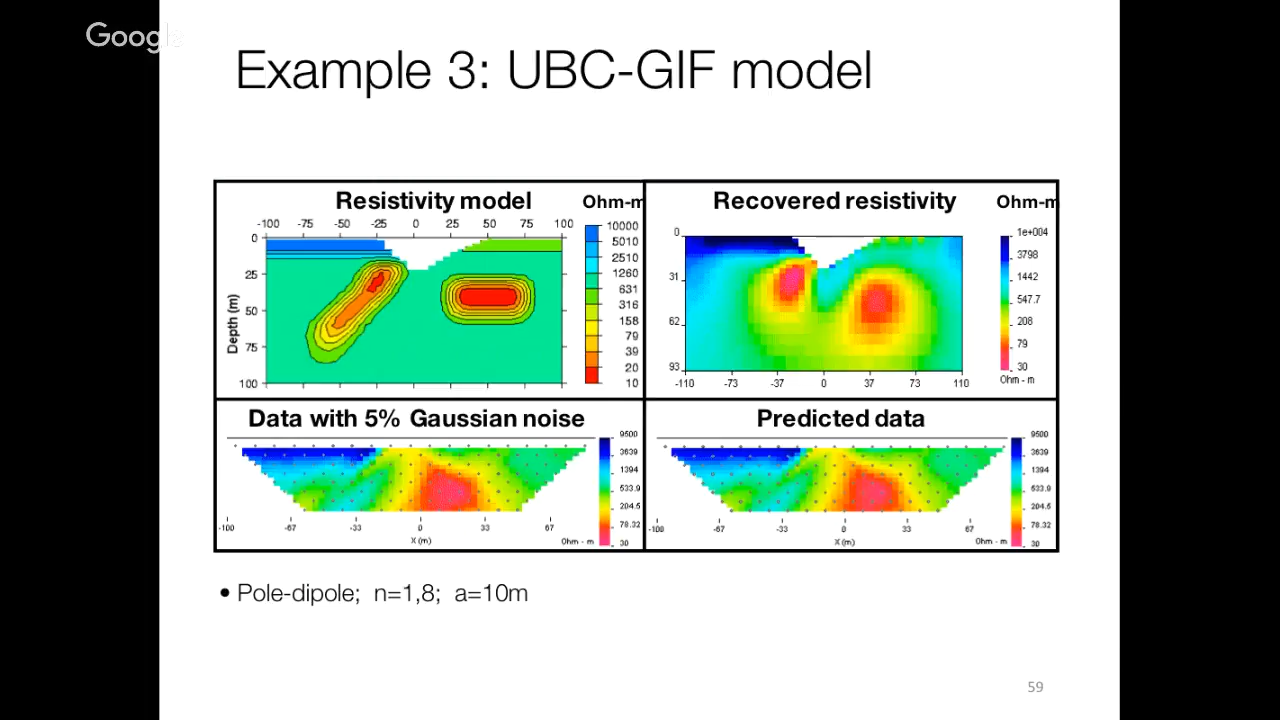 Google
Example 3: UBC-GIF model
Resistivity model
Ohm-m
-100 -75 -50 -25 0 25 50 75 100
0
25
50
75
100
Depth (m)
10000
5010
2510
1260
631
316
158
79
39
20
10
Recovered resistivity
Ohm-m
0
31
62
93
-110 -73 -37 0 37 73 110
1e+004
3798
1442
547.7
208
79
30
Ohm - m
Data with 5% Gaussian noise
9500
3639
1394
533.9
204.5
78.32
30
-100 -67 -33 0 33 67
X (m)
Ohm - m
Predicted data
9500
3639
1394
533.9
204.5
78.32
30
-100 -67 -33 0 33 67
X (m)
Ohm - m
• Pole-dipole; n=1,8; a=10m
59